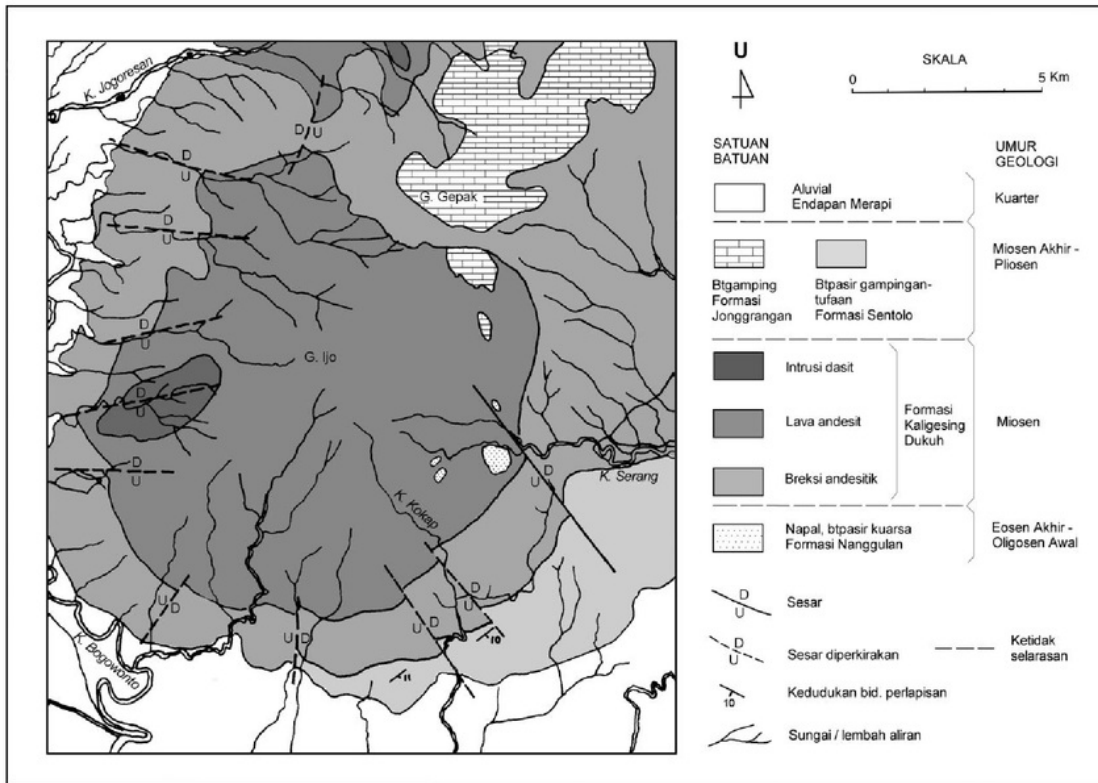 K. Jogoresan
G. Gepak
G. Ijo
K. Serang
K. Kokap
K. Bogowonto
D
U
D
U
D
U
D
U
D
U
D
U
D
U
U
D
U
D
U
D
D
U
10
11
U
SKALA
0
5 Km
SATUAN
BATUAN
UMUR
GEOLOGI
Aluvial
Endapan Merapi
Kuarter
Btgamping
Formasi
Jonggrangan
Btpasir gampingan-
tufaan
Formasi Sentolo
Miosen Akhir -
Pliosen
Intrusi dasit
Lava andesit
Breksi andesitik
Formasi
Kaligesing
Dukuh
Miosen
Napal, btpasir kuarsa
Formasi Nanggulan
Eosen Akhir -
Oligosen Awal
D
U
Sesar
D
U
Sesar diperkirakan
Ketidak
selarasan
10
Kedudukan bid. perlapisan
Sungai / lembah aliran